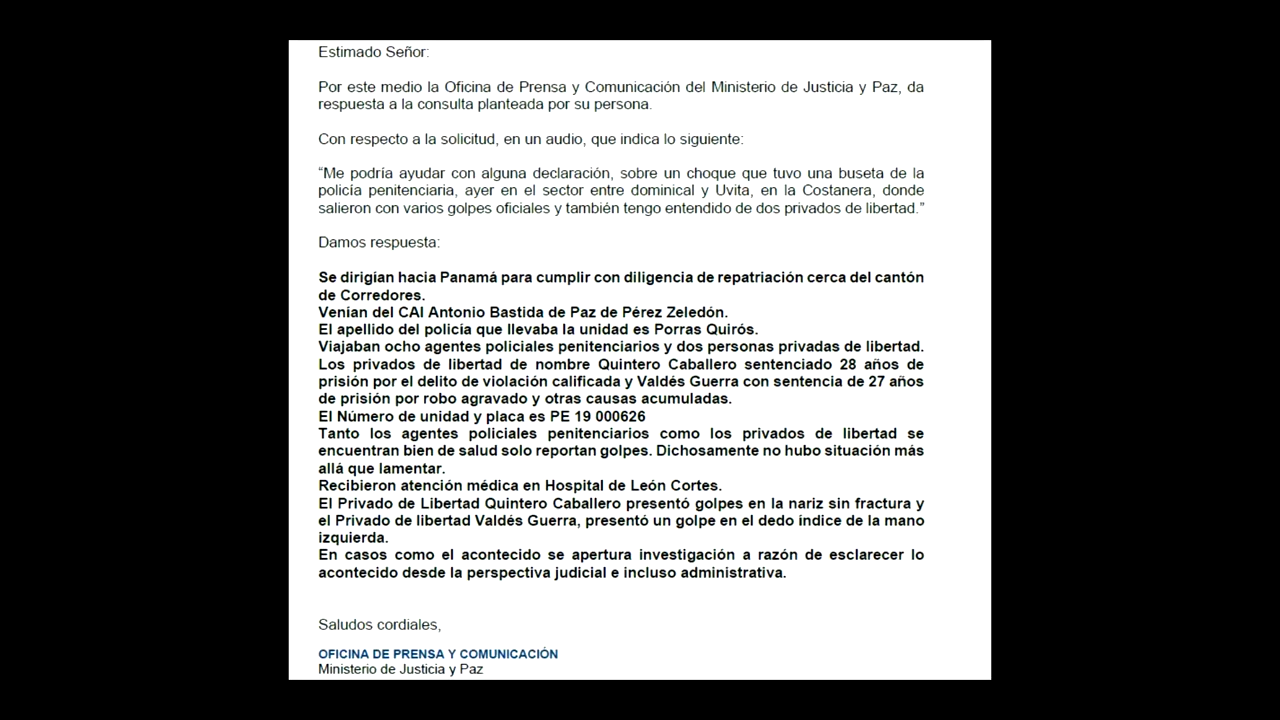 Estimado Señor:
Por este medio la Oficina de Prensa y Comunicación del Ministerio de Justicia y Paz, da
respuesta a la consulta planteada por su persona.
Con respecto a la solicitud, en un audio, que indica lo siguiente:
“Me podría ayudar con alguna declaración, sobre un choque que tuvo una buseta de la
policía penitenciaria, ayer en el sector entre dominical y Uvita, en la Costanera, donde
salieron con varios golpes oficiales y también tengo entendido de dos privados de libertad.”
Damos respuesta:
Se dirigían hacia Panamá para cumplir con diligencia de repatriación cerca del cantón
de Corredores.
Venían del CAI Antonio Bastida de Paz de Pérez Zeledón.
El apellido del policía que llevaba la unidad es Porras Quirós.
Viajaban ocho agentes policiales penitenciarios y dos personas privadas de libertad.
Los privados de libertad de nombre Quintero Caballero sentenciado 28 años de
prisión por el delito de violación calificada y Valdés Guerra con sentencia de 27 años
de prisión por robo agravado y otras causas acumuladas.
El Número de unidad y placa es PE 19 000626
Tanto los agentes policiales penitenciarios como los privados de libertad se
encuentran bien de salud solo reportan golpes. Dichosamente no hubo situación más
allá que lamentar.
Recibieron atención médica en Hospital de León Cortes.
El Privado de Libertad Quintero Caballero presentó golpes en la nariz sin fractura y
el Privado de libertad Valdés Guerra, presentó un golpe en el dedo índice de la mano
izquierda.
En casos como el acontecido se apertura investigación a razón de esclarecer lo
acontecido desde la perspectiva judicial e incluso administrativa.
Saludos cordiales,
OFICINA DE PRENSA Y COMUNICACIÓN
Ministerio de Justicia y Paz